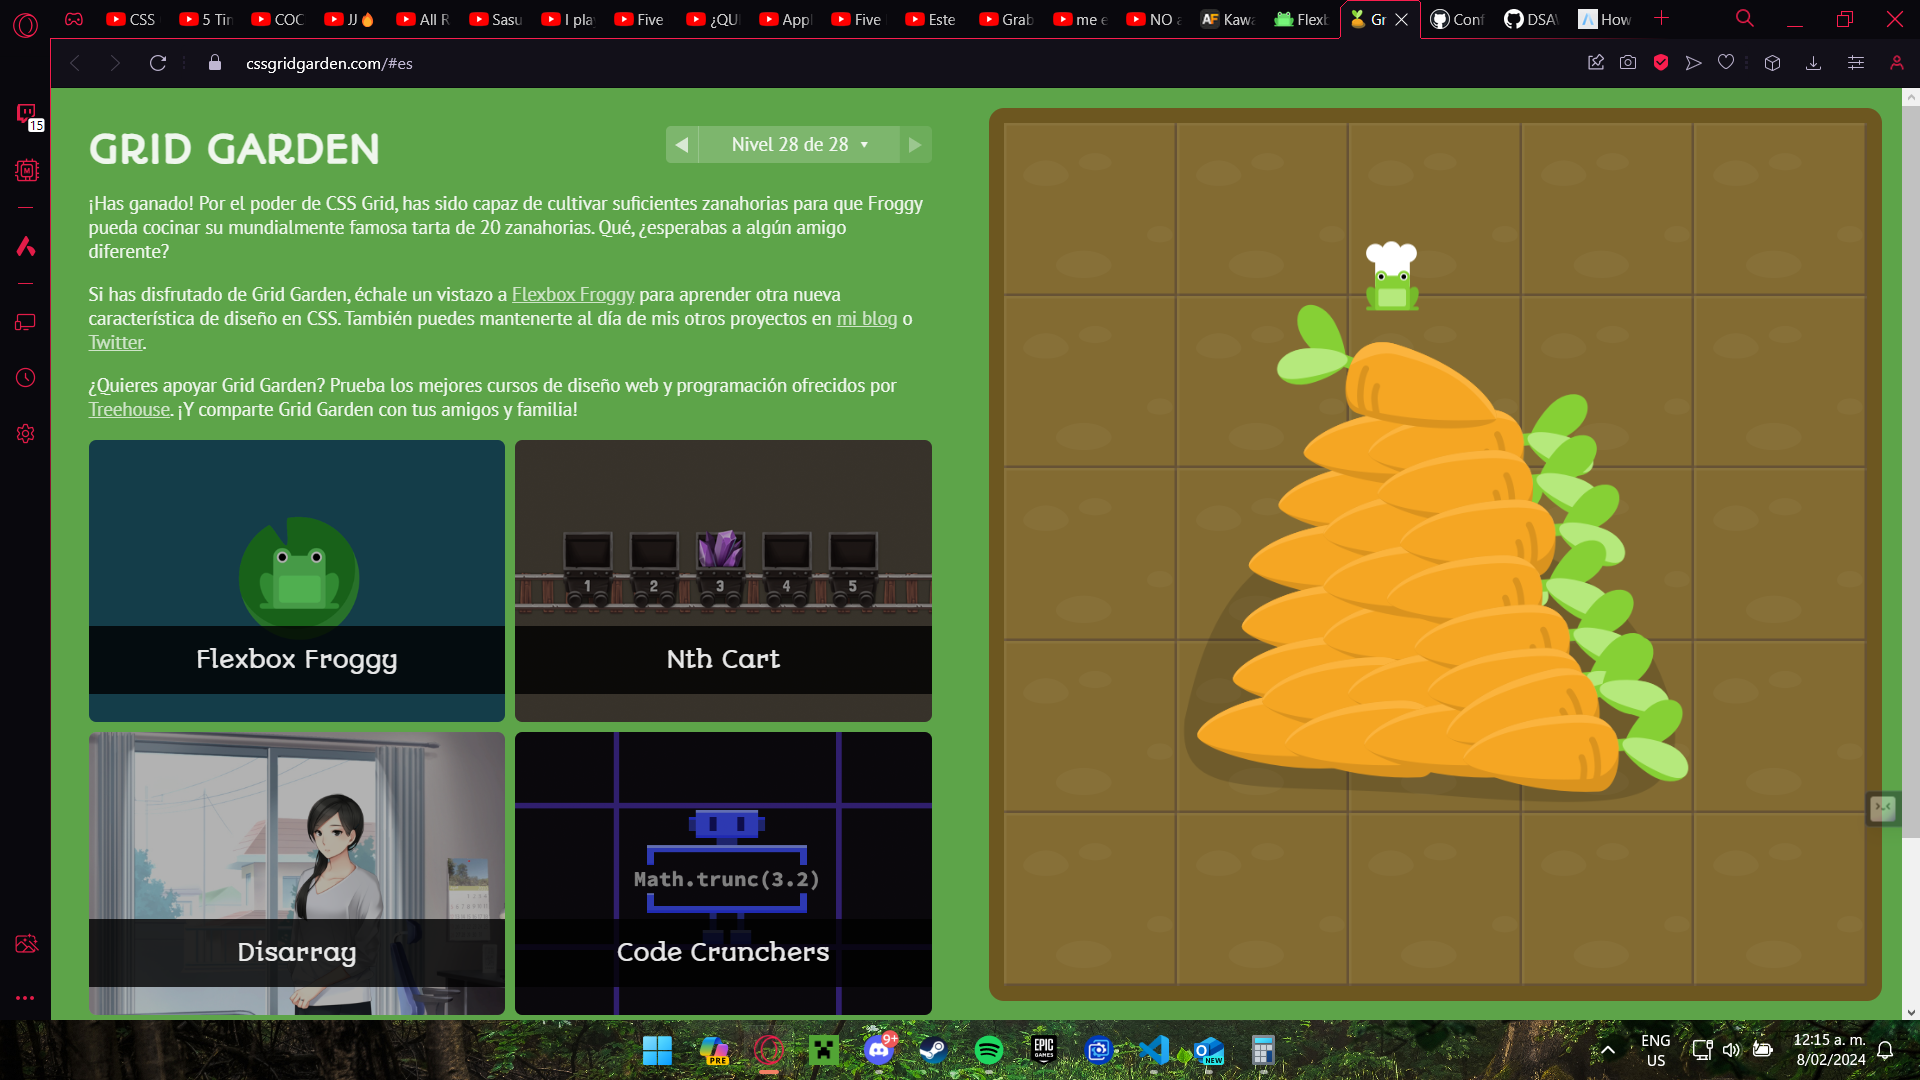 CSS
5 Tir
COC
JJ
All R
Sasu
I play
Five
¿QU
Appl
Five
Este
Grab
me e
NO a
Kawa
Flexb
Gr
Conf
DSA
How
cssgridgarden.com/#es
15
GRID GARDEN
Nivel 28 de 28
¡Has ganado! Por el poder de CSS Grid, has sido capaz de cultivar suficientes zanahorias para que Froggy
pueda cocinar su mundialmente famosa tarta de 20 zanahorias. Qué, ¿esperabas a algún amigo
diferente?
Si has disfrutado de Grid Garden, échale un vistazo a Flexbox Froggy para aprender otra nueva
característica de diseño en CSS. También puedes mantenerte al día de mis otros proyectos en mi blog o
Twitter.
¿Quieres apoyar Grid Garden? Prueba los mejores cursos de diseño web y programación ofrecidos por
Treehouse. ¡Y comparte Grid Garden con tus amigos y familia!
Flexbox Froggy
1 2 3 4 5
Nth Cart
Disarray
Math.trunc(3.2)
Code Crunchers
PRE
9+
EPIC
GAMES
NEW
ENG
US
12:15 a. m.
8/02/2024